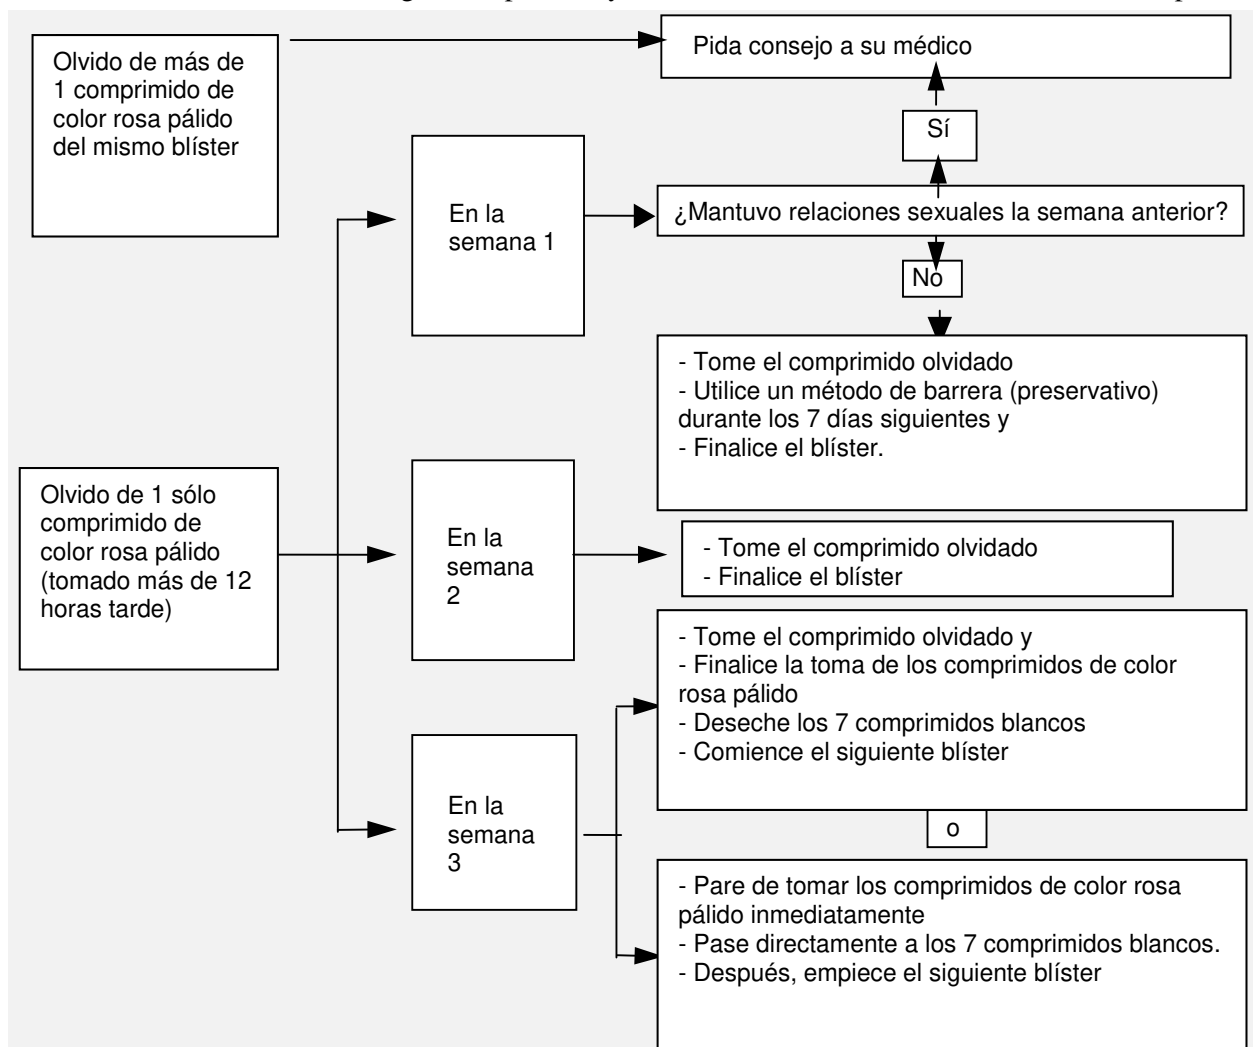 Olvido de más de
1 comprimido de
color rosa pálido
del mismo blíster
Pida consejo a su médico
Sí
En la
semana 1
¿Mantuvo relaciones sexuales la semana anterior?
No
- Tome el comprimido olvidado
- Utilice un método de barrera (preservativo)
durante los 7 días siguientes y
- Finalice el blíster.
Olvido de 1 sólo
comprimido de
color rosa pálido
(tomado más de 12
horas tarde)
En la
semana
2
- Tome el comprimido olvidado
- Finalice el blíster
- Tome el comprimido olvidado y
- Finalice la toma de los comprimidos de color
rosa pálido
- Deseche los 7 comprimidos blancos
- Comience el siguiente blíster
En la
semana
3
o
- Pare de tomar los comprimidos de color rosa
pálido inmediatamente
- Pase directamente a los 7 comprimidos blancos.
- Después, empiece el siguiente blíster